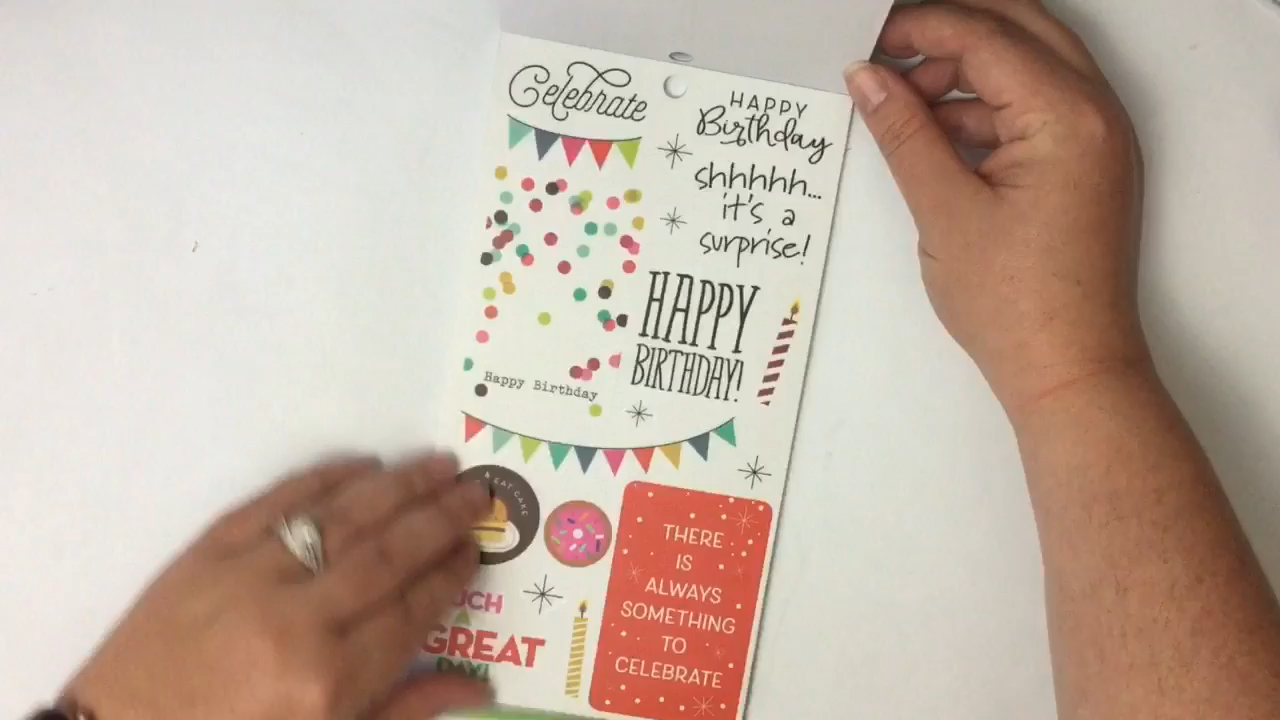 Celebrate
HAPPY
Birthday
shhhhh...
it's a
surprise!
HAPPY
BIRTHDAY!
Happy Birthday
& EAT CAKE
THERE
IS
ALWAYS
SOMETHING
TO
CELEBRATE
A
GREAT
DAY!